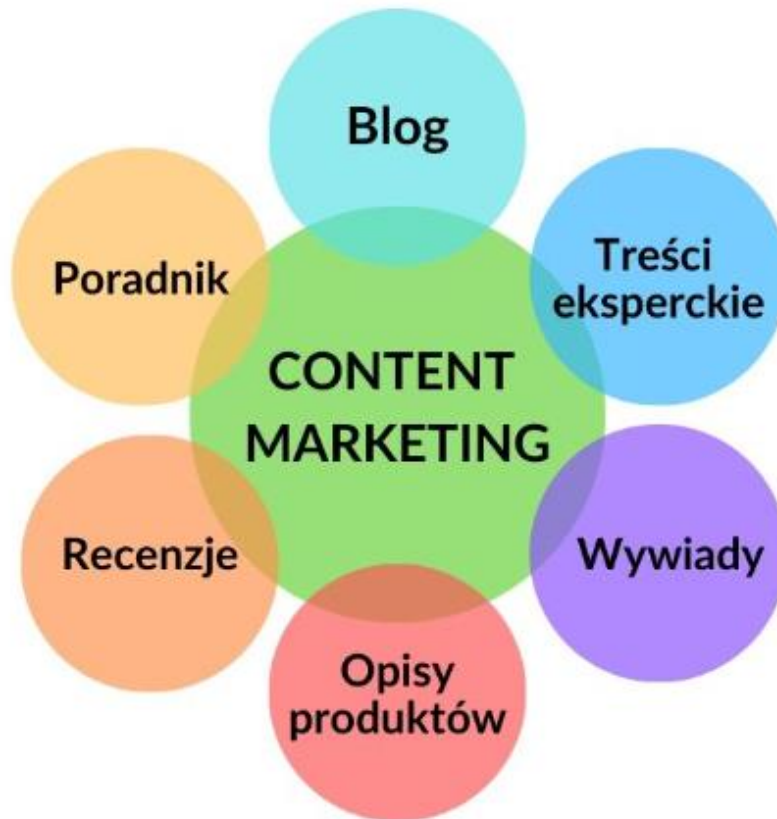 Blog
Treści
eksperckie
Poradnik
CONTENT
MARKETING
Recenzje
Wywiady
Opisy
produktów